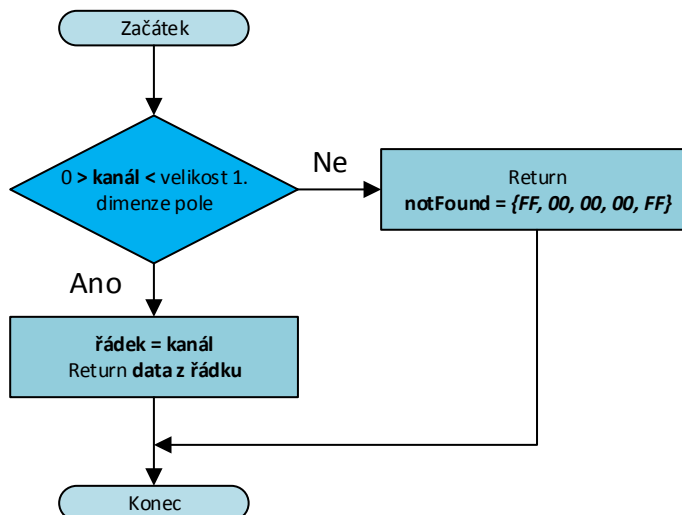 Začátek
0 > kanál < velikost 1.
dimenze pole
Ne
Return
notFound = {FF, 00, 00, 00, FF}
Ano
řádek = kanál
Return data z řádku
Konec